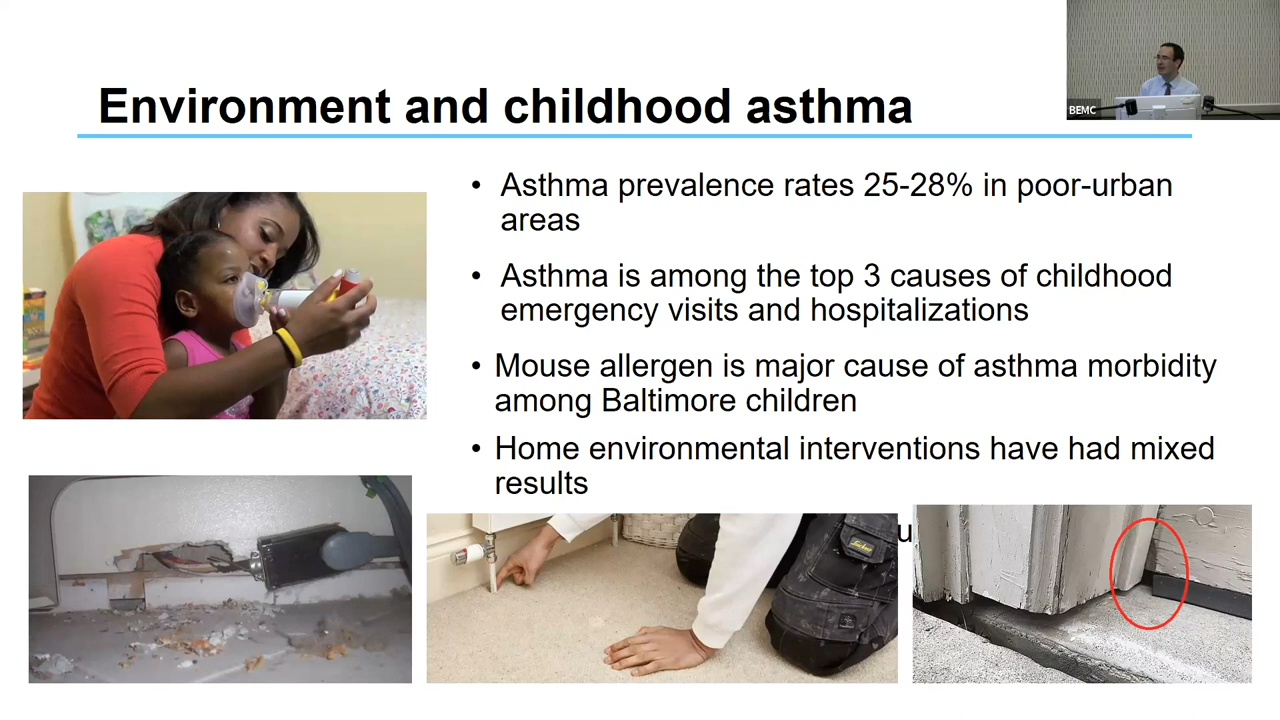 Environment and childhood asthma
BEMC
• Asthma prevalence rates 25-28% in poor-urban
areas
• Asthma is among the top 3 causes of childhood
emergency visits and hospitalizations
• Mouse allergen is major cause of asthma morbidity
among Baltimore children
• Home environmental interventions have had mixed
results